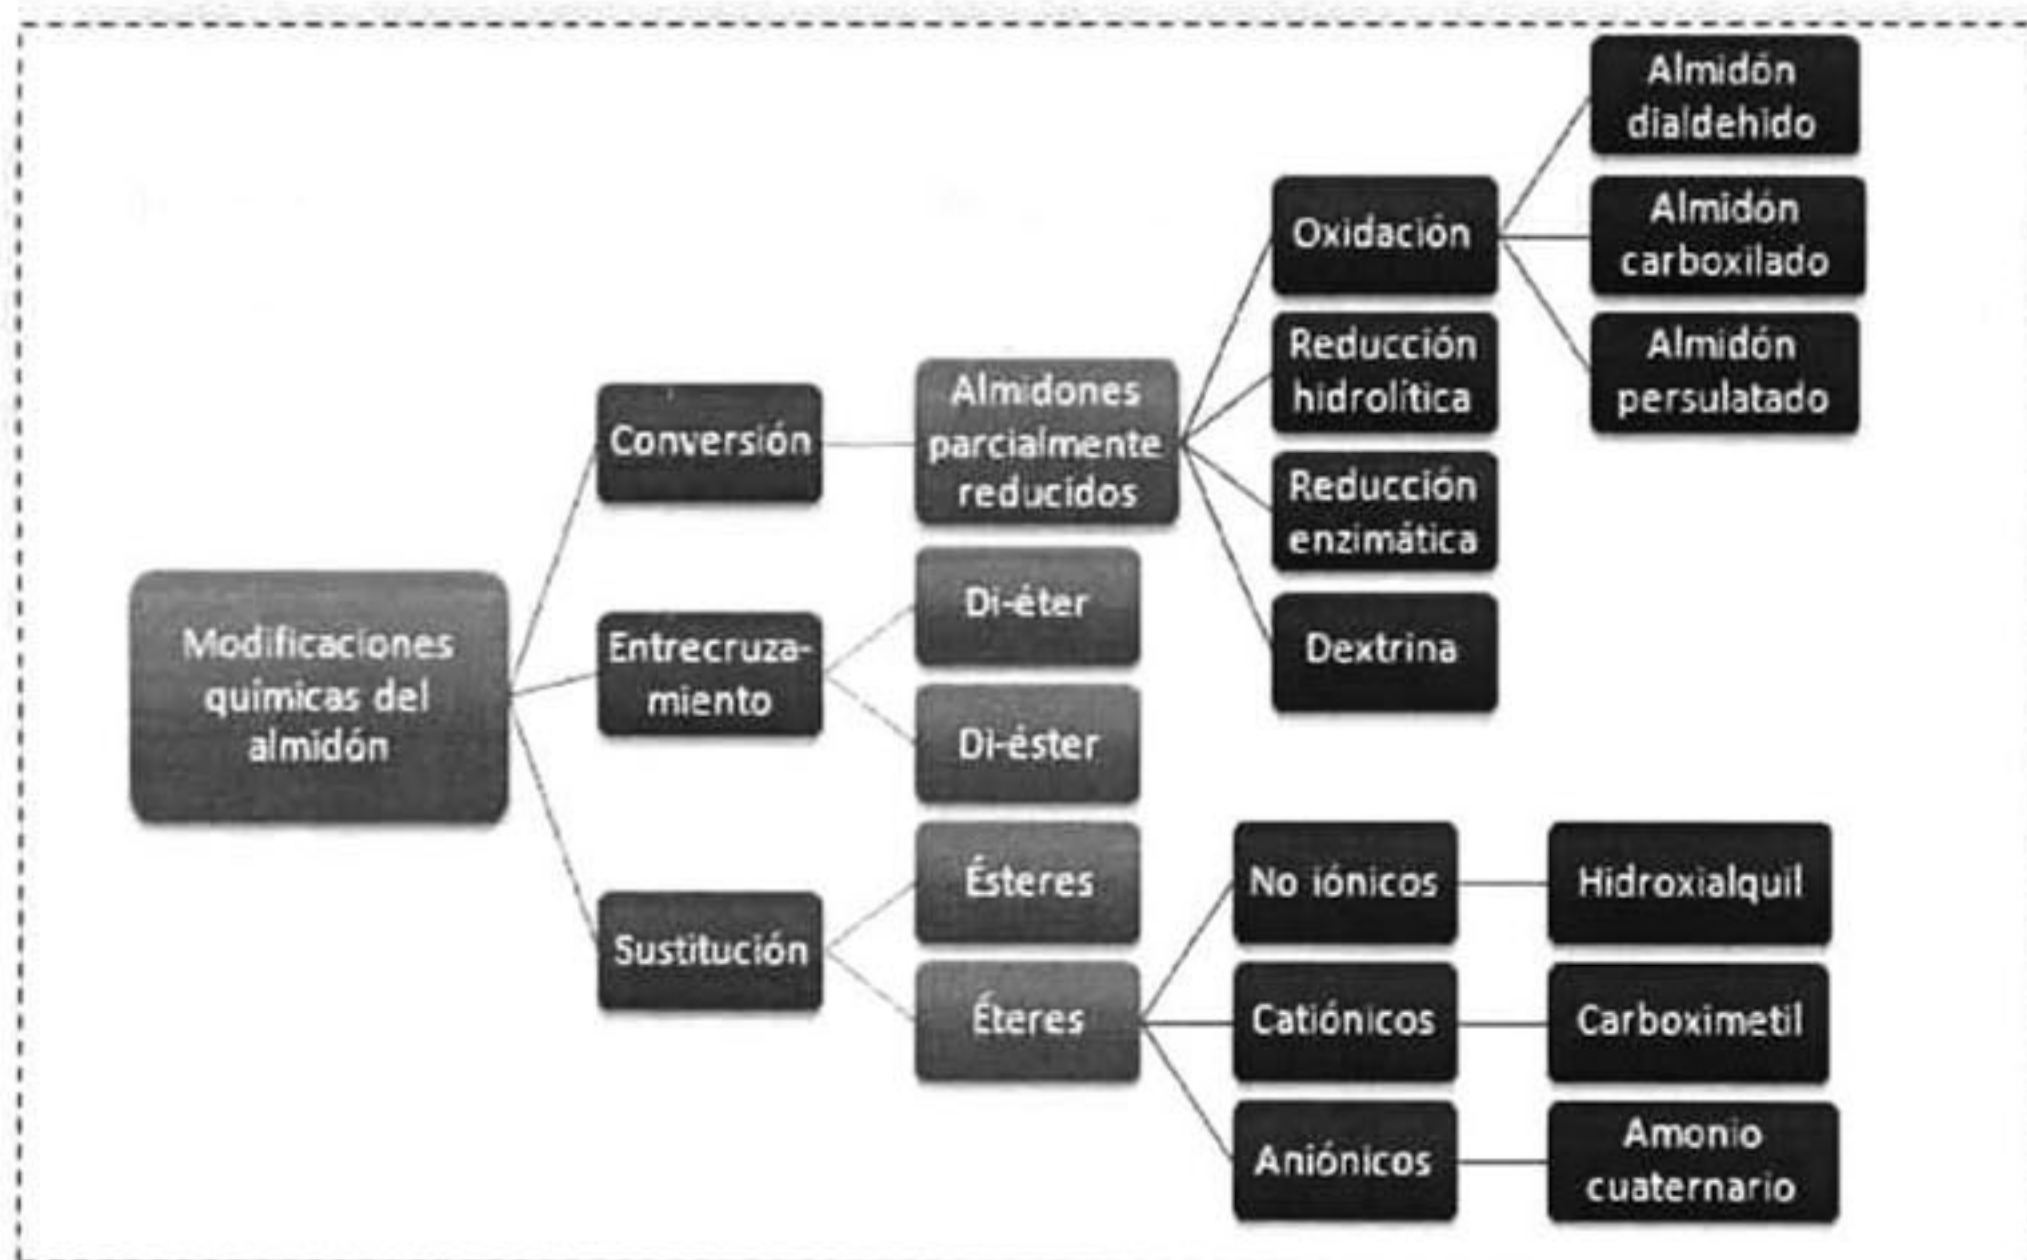 Modificaciones
químicas del
almidón
Conversión
Entrecruza-
miento
Sustitución
Almidones
parcialmente
reducidos
Di-éter
Di-éster
Ésteres
Éteres
Oxidación
Reducción
hidrolítica
Reducción
enzimática
Dextrina
No iónicos
Catiónicos
Aniónicos
Almidón
dialdehido
Almidón
carboxilado
Almidón
persulatado
Hidroxialquil
Carboximetil
Amonio
cuaternario